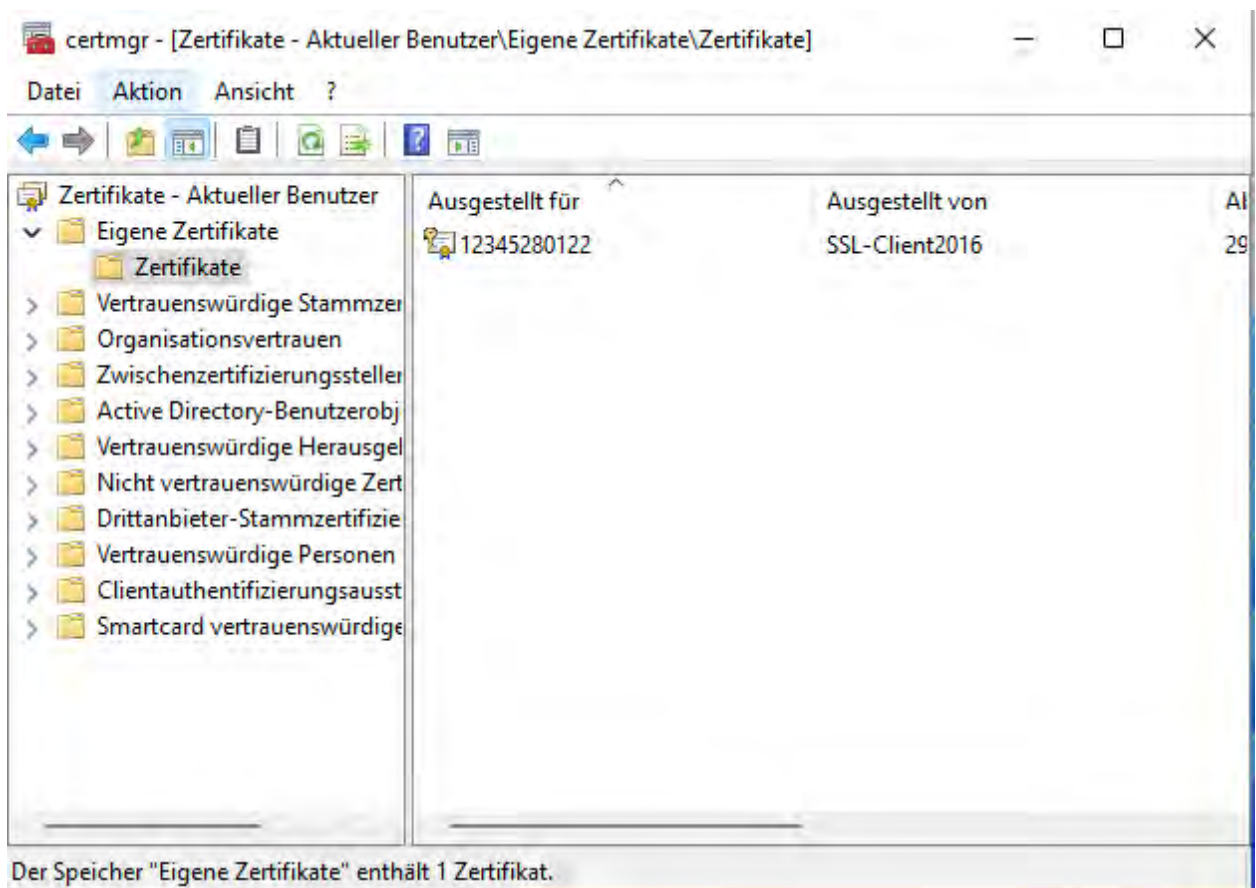 certmgr - [Zertifikate - Aktueller Benutzer\Eigene Zertifikate\Zertifikate]
Datei Aktion Ansicht ?
Zertifikate - Aktueller Benutzer
Eigene Zertifikate
Zertifikate
Vertrauenswürdige Stammzer
Organisationsvertrauen
Zwischenzertifizierungsstellen
Active Directory-Benutzerobj
Vertrauenswürdige Herausgel
Nicht vertrauenswürdige Zert
Drittanbieter-Stammzertifizie
Vertrauenswürdige Personen
Clientauthentifizierungsausst
Smartcard vertrauenswürdige
Ausgestellt für Ausgestellt von
12345280122 SSL-Client2016 29
Der Speicher "Eigene Zertifikate" enthält 1 Zertifikat.